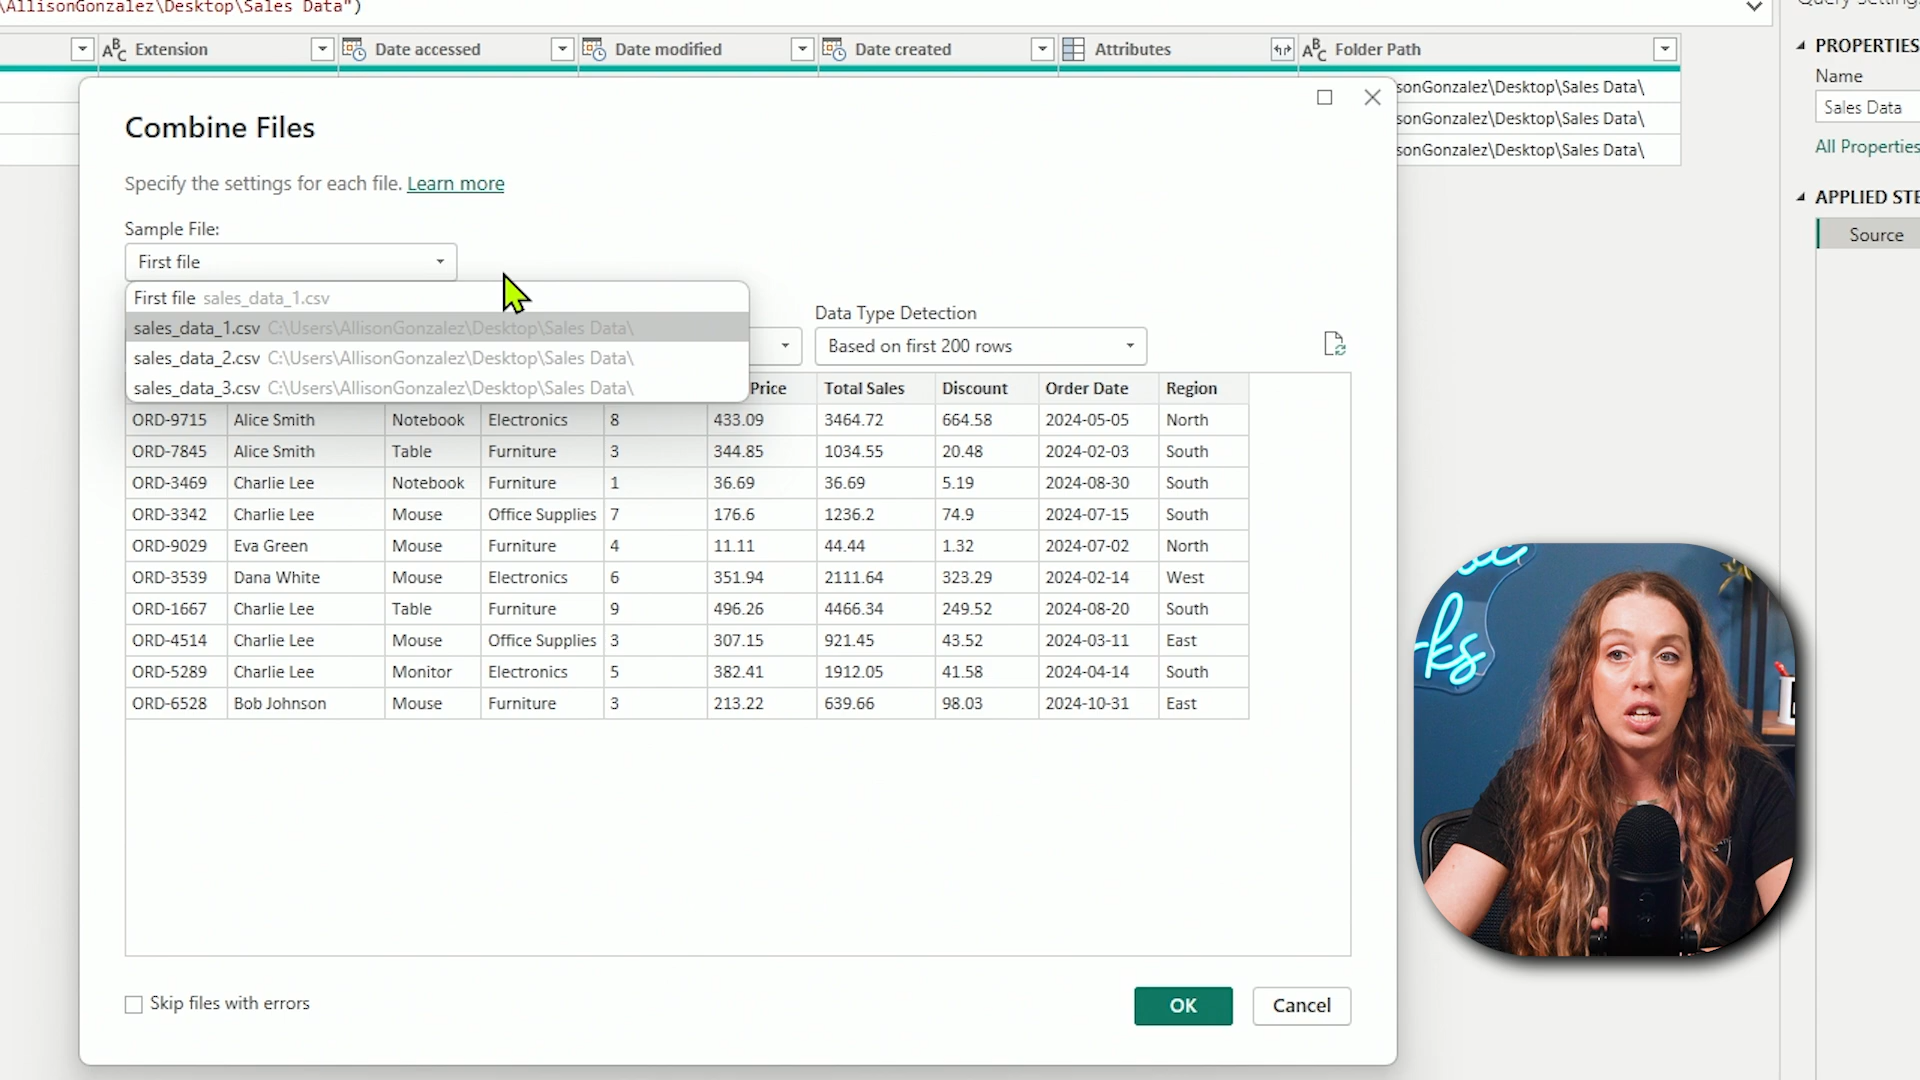 \AllisonGonzalez\Desktop\Sales Data")
Extension Date accessed Date modified Date created Attributes Folder Path
PROPERTIES
Name
Sales Data
All Properties
APPLIED STE
Source
sonGonzalez\Desktop\Sales Data\
sonGonzalez\Desktop\Sales Data\
sonGonzalez\Desktop\Sales Data\
Combine Files
Specify the settings for each file. Learn more
Sample File:
First file
First file sales_data_1.csv
sales_data_1.csv C:\Users\AllisonGonzalez\Desktop\Sales Data\
sales_data_2.csv C:\Users\AllisonGonzalez\Desktop\Sales Data\
sales_data_3.csv C:\Users\AllisonGonzalez\Desktop\Sales Data\
Data Type Detection
Based on first 200 rows
Price Total Sales Discount Order Date Region
ORD-9715 Alice Smith Notebook Electronics 8 433.09 3464.72 664.58 2024-05-05 North
ORD-7845 Alice Smith Table Furniture 3 344.85 1034.55 20.48 2024-02-03 South
ORD-3469 Charlie Lee Notebook Furniture 1 36.69 36.69 5.19 2024-08-30 South
ORD-3342 Charlie Lee Mouse Office Supplies 7 176.6 1236.2 74.9 2024-07-15 South
ORD-9029 Eva Green Mouse Furniture 4 11.11 44.44 1.32 2024-07-02 North
ORD-3539 Dana White Mouse Electronics 6 351.94 2111.64 323.29 2024-02-14 West
ORD-1667 Charlie Lee Table Furniture 9 496.26 4466.34 249.52 2024-08-20 South
ORD-4514 Charlie Lee Mouse Office Supplies 3 307.15 921.45 43.52 2024-03-11 East
ORD-5289 Charlie Lee Monitor Electronics 5 382.41 1912.05 41.58 2024-04-14 South
ORD-6528 Bob Johnson Mouse Furniture 3 213.22 639.66 98.03 2024-10-31 East
Skip files with errors
OK
Cancel